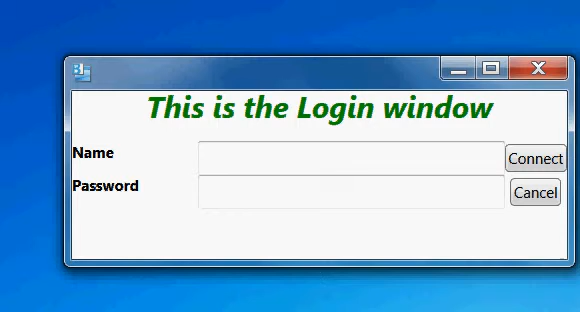 This is the Login window
Name
Connect
Password
Cancel